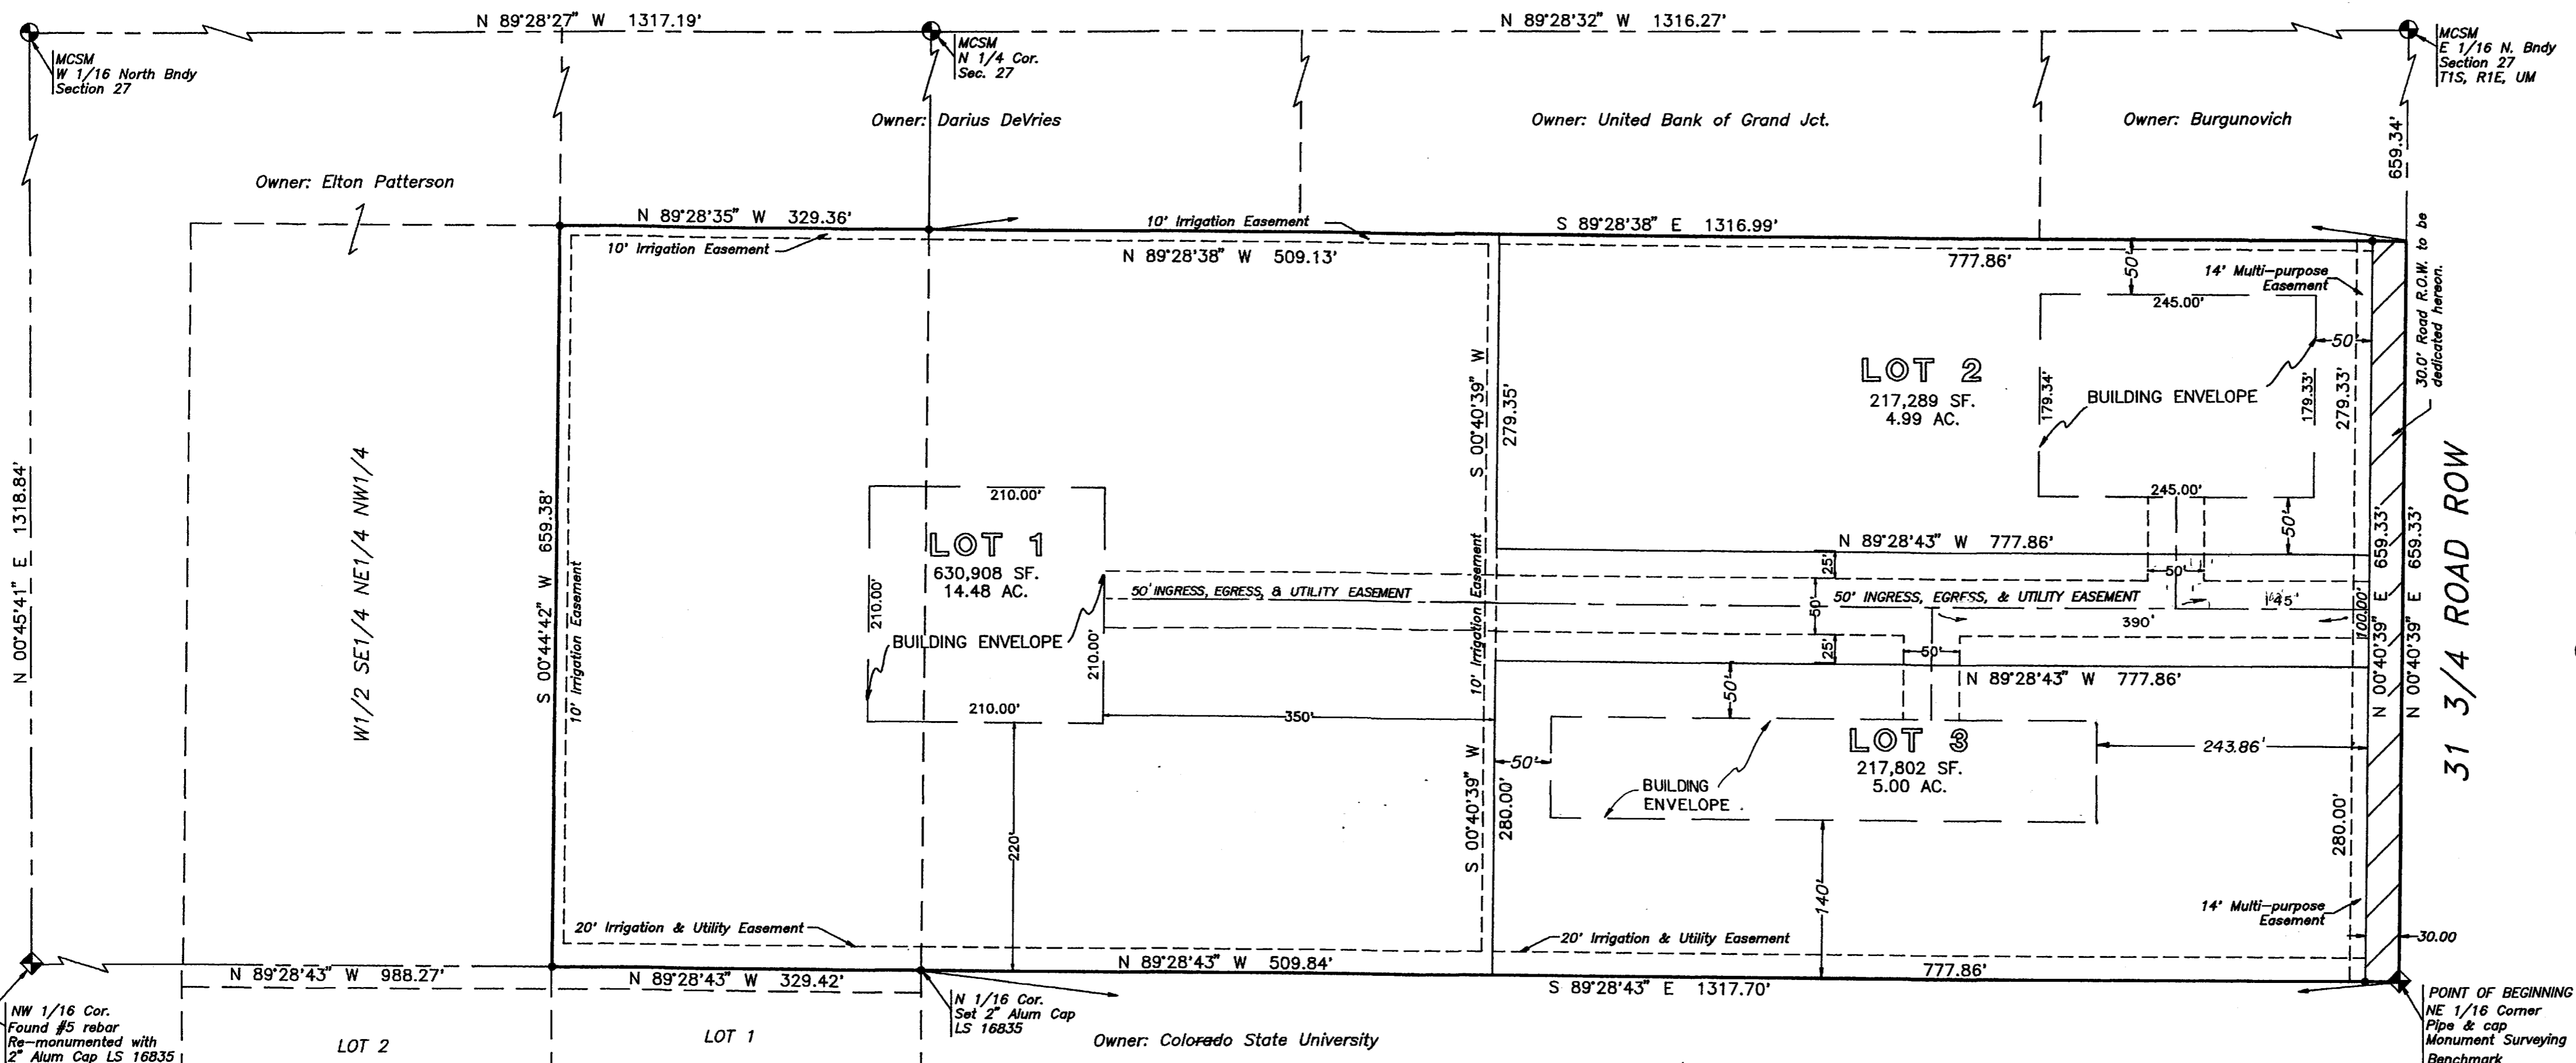 N 89°28'27" W 1317.19'
N 89°28'32" W 1316.27'
MCSM
W 1/16 North Bndy
Section 27
MCSM
N 1/4 Cor.
Sec. 27
MCSM
E 1/16 N. Bndy
Section 27
T1S, R1E, UM
Owner: Darius DeVries
Owner: United Bank of Grand Jct.
Owner: Burgunovich
659.34'
Owner: Elton Patterson
N 89°28'35" W 329.36'
10' Irrigation Easement
S 89°28'38" E 1316.99'
10' Irrigation Easement
N 89°28'38" W 509.13'
777.86'
50'
14' Multi-purpose
Easement
30.0' Road R.O.W. to be
dedicated hereon.
245.00'
50'
LOT 2
217,289 SF.
4.99 AC.
179.34'
BUILDING ENVELOPE
179.33'
279.33'
S 00°40'39" W
279.35'
245.00'
50'
N 00°45'41" E 1318.84'
W1/2 SE1/4 NE1/4 NW1/4
S 00°44'42" W 659.38'
10' Irrigation Easement
210.00'
LOT 1
630,908 SF.
14.48 AC.
210.00'
BUILDING ENVELOPE
210.00'
210.00'
350'
220'
50' INGRESS, EGRESS, & UTILITY EASEMENT
10' Irrigation Easement
N 89°28'43" W 777.86'
25'
50'
50' INGRESS, EGRESS, & UTILITY EASEMENT
145'
50'
390'
100.00'
25'
50'
N 89°28'43" W 777.86'
N 00°40'39" E 659.33'
N 00°40'39" E 659.33'
31 3/4 ROAD ROW
50'
LOT 3
217,802 SF.
5.00 AC.
243.86'
50'
BUILDING
ENVELOPE
S 00°40'39" W
280.00'
280.00'
140'
14' Multi-purpose
Easement
20' Irrigation & Utility Easement
20' Irrigation & Utility Easement
30.00
N 89°28'43" W 988.27'
N 89°28'43" W 329.42'
N 89°28'43" W 509.84'
777.86'
S 89°28'43" E 1317.70'
NW 1/16 Cor.
Found #5 rebar
Re-monumented with
2" Alum Cap LS 16835
LOT 2
LOT 1
N 1/16 Cor.
Set 2" Alum Cap
LS 16835
Owner: Colorado State University
POINT OF BEGINNING
NE 1/16 Corner
Pipe & cap
Monument Surveying
Benchmark